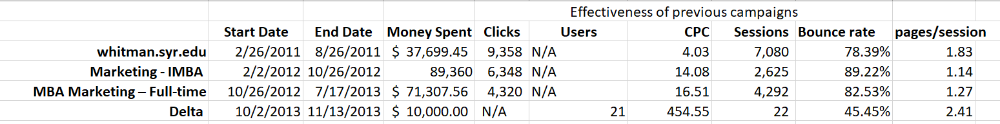 Effectiveness of previous campaigns
Start Date End Date Money Spent Clicks Users CPC Sessions Bounce rate pages/session
whitman.syr.edu 2/26/2011 8/26/2011 $ 37,699.45 9,358 N/A 4.03 7,080 78.39% 1.83
Marketing - IMBA 2/2/2012 10/26/2012 89,360 6,348 N/A 14.08 2,625 89.22% 1.14
MBA Marketing – Full-time 10/26/2012 7/17/2013 $ 71,307.56 4,320 N/A 16.51 4,292 82.53% 1.27
Delta 10/2/2013 11/13/2013 $ 10,000.00 N/A 21 454.55 22 45.45% 2.41